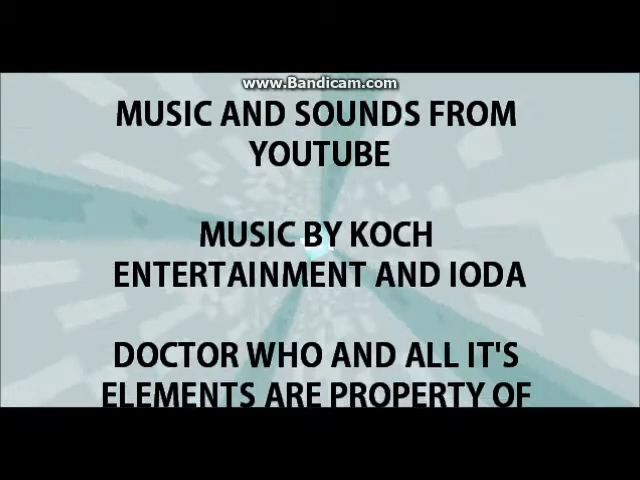 www.Bandicam.com
MUSIC AND SOUNDS FROM
YOUTUBE
MUSIC BY KOCH
ENTERTAINMENT AND IODA
DOCTOR WHO AND ALL IT'S
ELEMENTS ARE PROPERTY OF